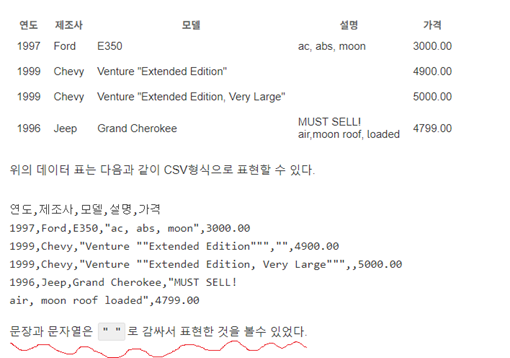 연도 제조사 모델 설명 가격
1997 Ford E350 ac, abs, moon 3000.00
1999 Chevy Venture "Extended Edition" 4900.00
1999 Chevy Venture "Extended Edition, Very Large" 5000.00
1996 Jeep Grand Cherokee MUST SELL!
air,moon roof, loaded 4799.00
위의 데이터 표는 다음과 같이 CSV형식으로 표현할 수 있다.
연도,제조사,모델,설명,가격
1997,Ford,E350,"ac, abs, moon",3000.00
1999,Chevy,"Venture ""Extended Edition""","",4900.00
1999,Chevy,"Venture ""Extended Edition, Very Large""",,5000.00
1996,Jeep,Grand Cherokee,"MUST SELL!
air, moon roof loaded",4799.00
문장과 문자열은 " " 로 감싸서 표현한 것을 볼수 있었다.